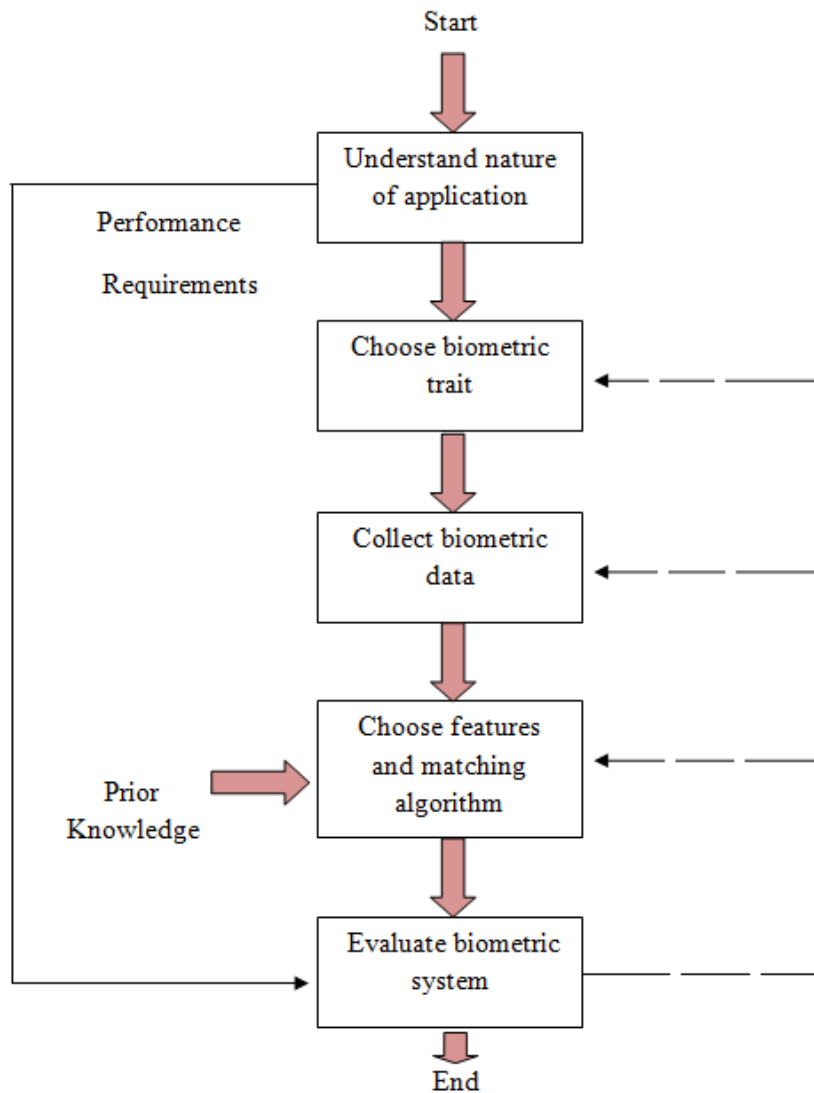 Start
Understand nature
of application
Performance
Requirements
Choose biometric
trait
Collect biometric
data
Choose features
and matching
algorithm
Prior
Knowledge
Evaluate biometric
system
End